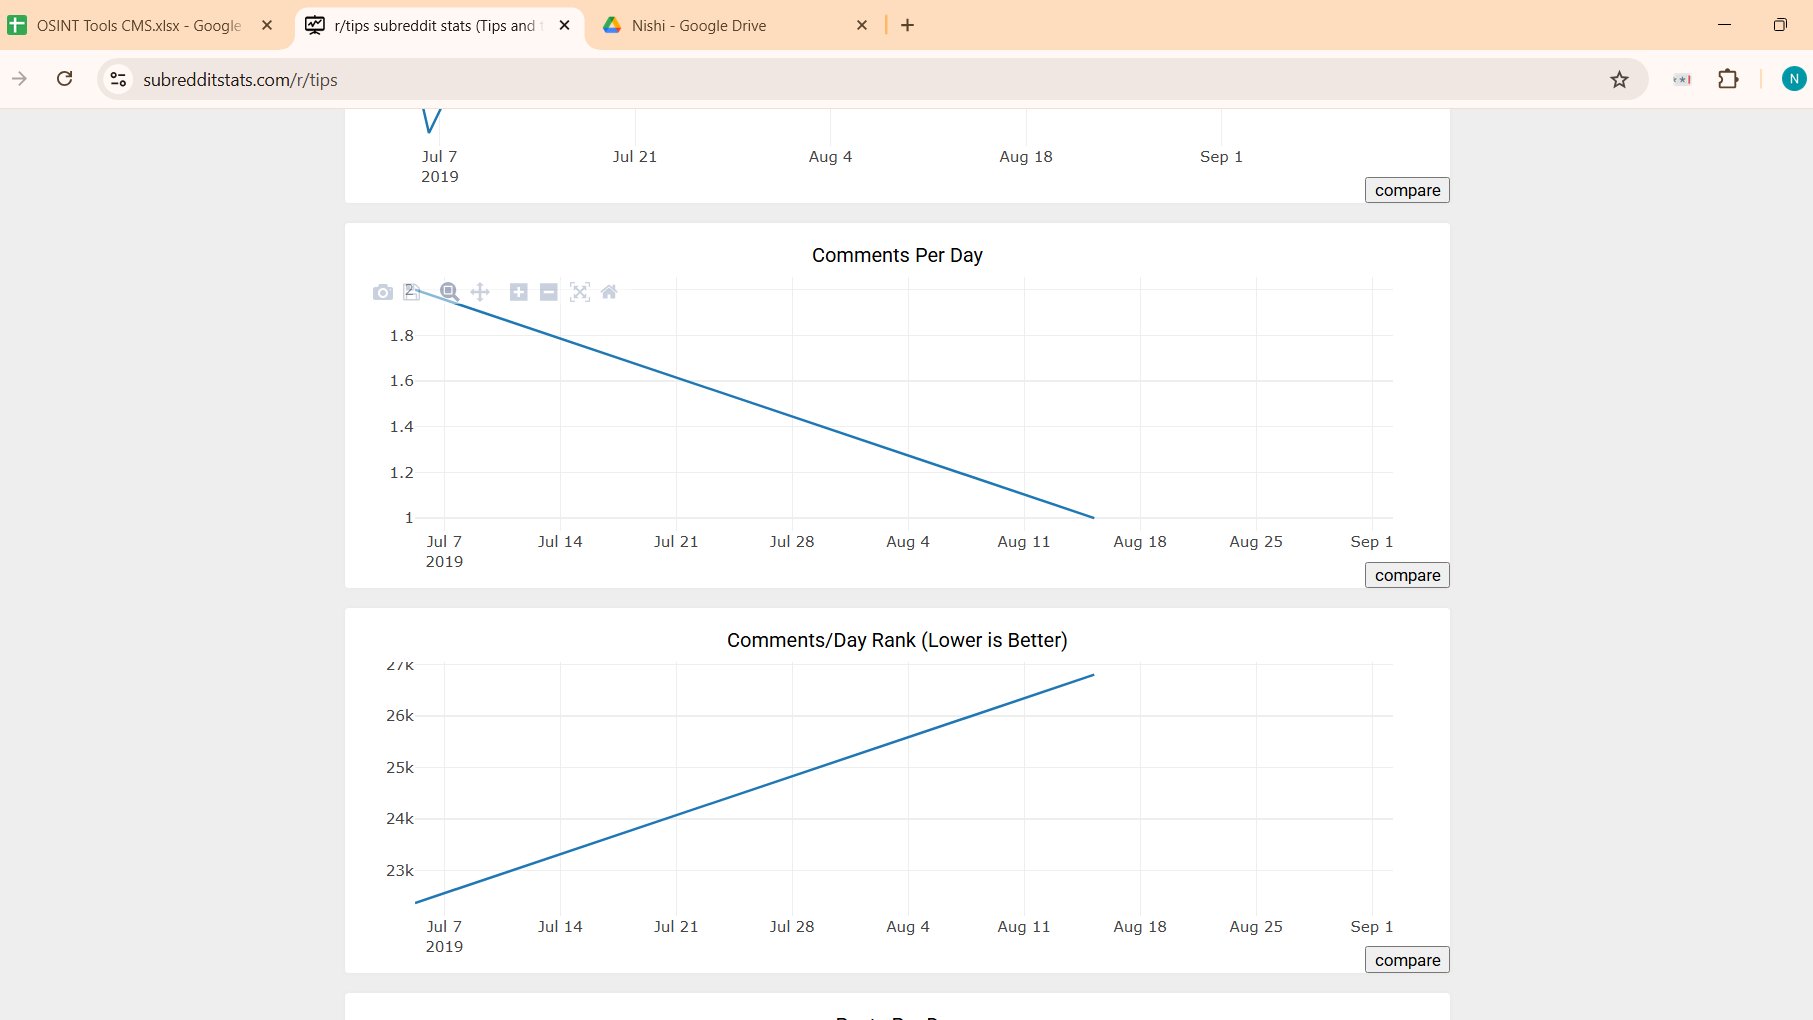 OSINT Tools CMS.xlsx - Google
r/tips subreddit stats (Tips and
Nishi - Google Drive
subredditstats.com/r/tips
N
Jul 7 Jul 21 Aug 4 Aug 18 Sep 1
2019
compare
Comments Per Day
2
1.8
1.6
1.4
1.2
1
Jul 7 Jul 14 Jul 21 Jul 28 Aug 4 Aug 11 Aug 18 Aug 25 Sep 1
2019
compare
Comments/Day Rank (Lower is Better)
27k
26k
25k
24k
23k
Jul 7 Jul 14 Jul 21 Jul 28 Aug 4 Aug 11 Aug 18 Aug 25 Sep 1
2019
compare